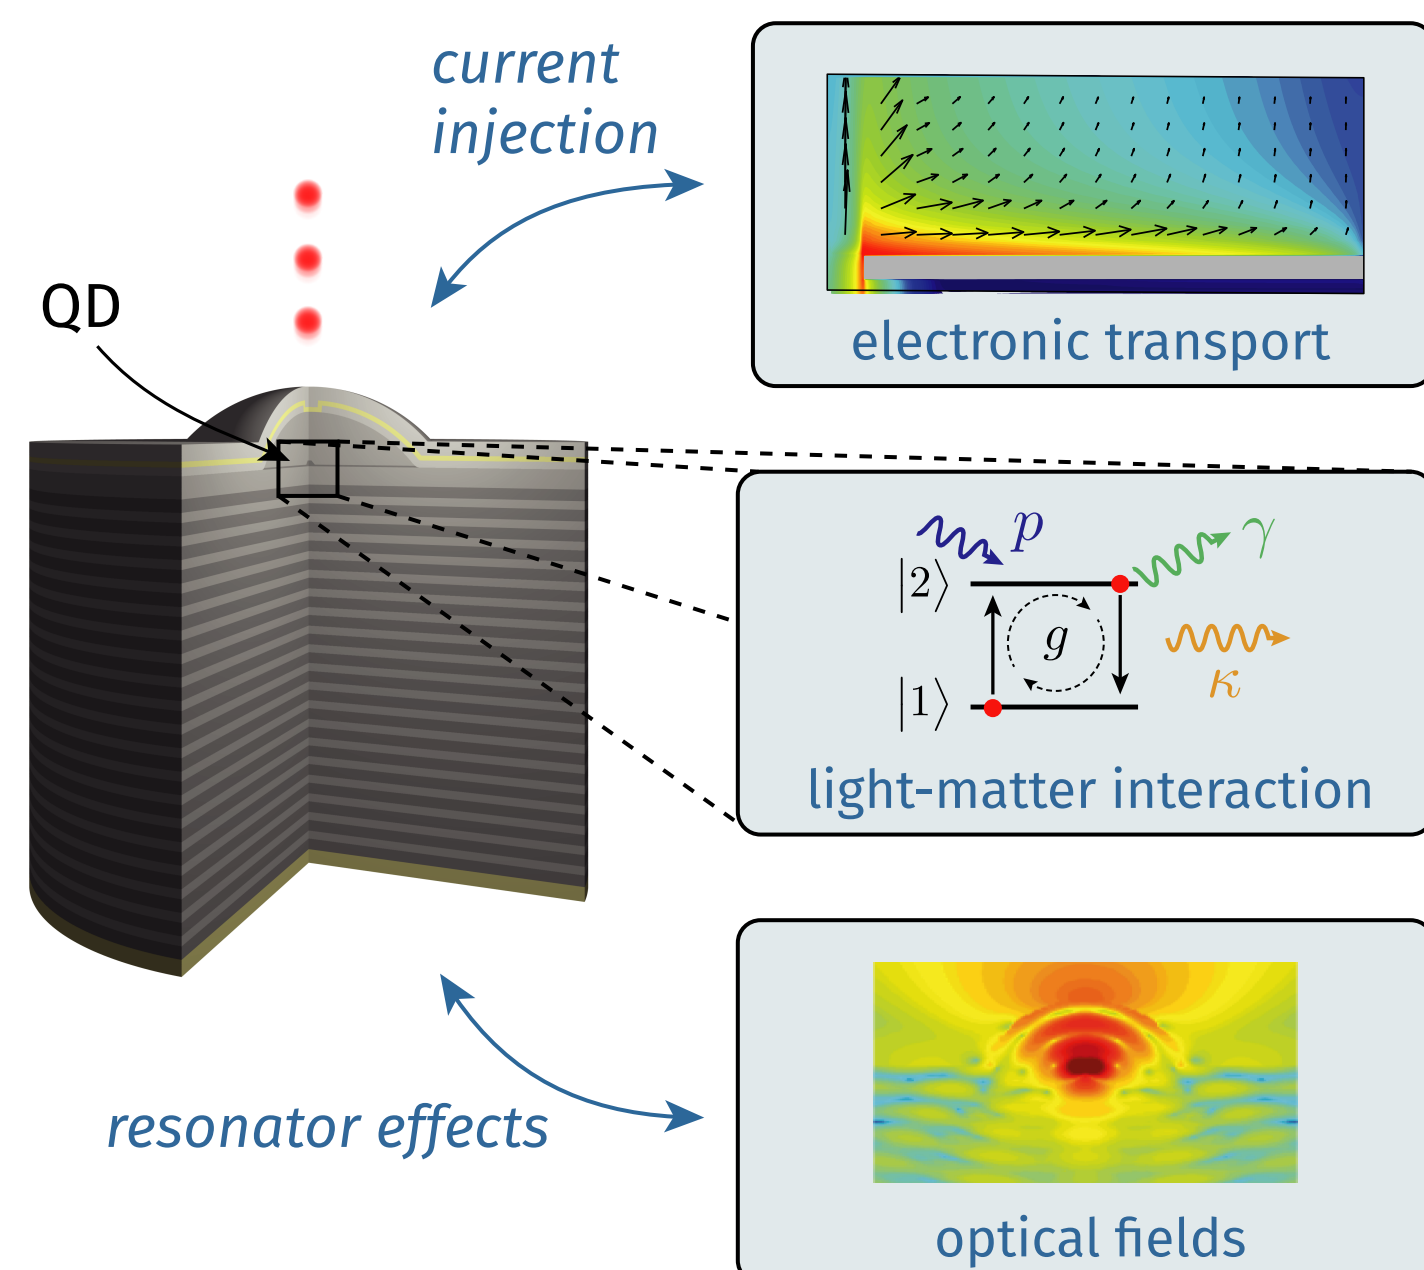 current
injection
QD
electronic transport
p
γ
|2⟩
g
κ
|1⟩
light-matter interaction
resonator effects
optical fields